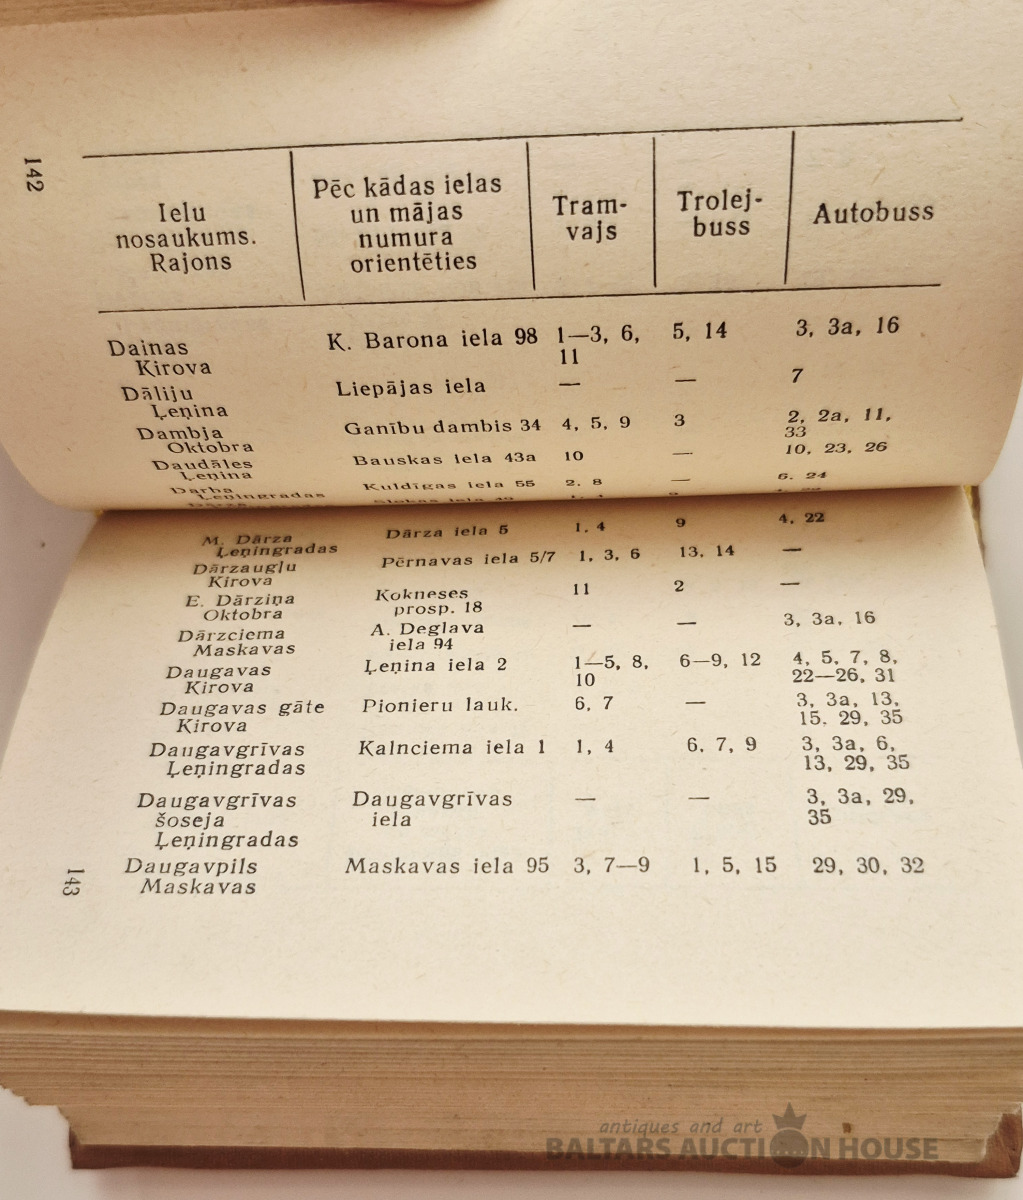 142
Ielu nosaukums. Rajons | Pēc kādas ielas un mājas numura orientēties | Tram-vajs | Trolej-buss | Autobuss
Dainas K. Barona iela 98 1—3, 6, 5, 14 3, 3a, 16
Kirova 11
Dāliju Liepājas iela — — 7
Ļeņina
Dambja Ganību dambis 34 4, 5, 9 3 2, 2a, 11,
Oktobra 33
Daudāles Bauskas iela 43a 10 — 10, 23, 26
Ļeņina
Darba Kuldīgas iela 55 2, 8 — 6, 24
Ļeņingradas
M. Dārza Dārza iela 5 1, 4 9 4, 22
Ļeņingradas
Dārzauglu Pērnavas iela 5/7 1, 3, 6 13, 14 —
Kirova
E. Dārziņa Kokneses 11 2 —
Oktobra prosp. 18
Dārzciema A. Deglava — — 3, 3a, 16
Maskavas iela 94
Daugavas Ļeņina iela 2 1—5, 8, 6—9, 12 4, 5, 7, 8,
Kirova 10 22—26, 31
Daugavas gāte Pionieru lauk. 6, 7 — 3, 3a, 13,
Kirova 15, 29, 35
Daugavgrīvas Kalnciema iela 1 1, 4 6, 7, 9 3, 3a, 6,
Ļeņingradas 13, 29, 35
Daugavgrīvas Daugavgrīvas — — 3, 3a, 29,
šoseja iela 35
Ļeņingradas
Daugavpils Maskavas iela 95 3, 7—9 1, 5, 15 29, 30, 32
Maskavas
143
antiques and art
BALTARS AUCTION HOUSE